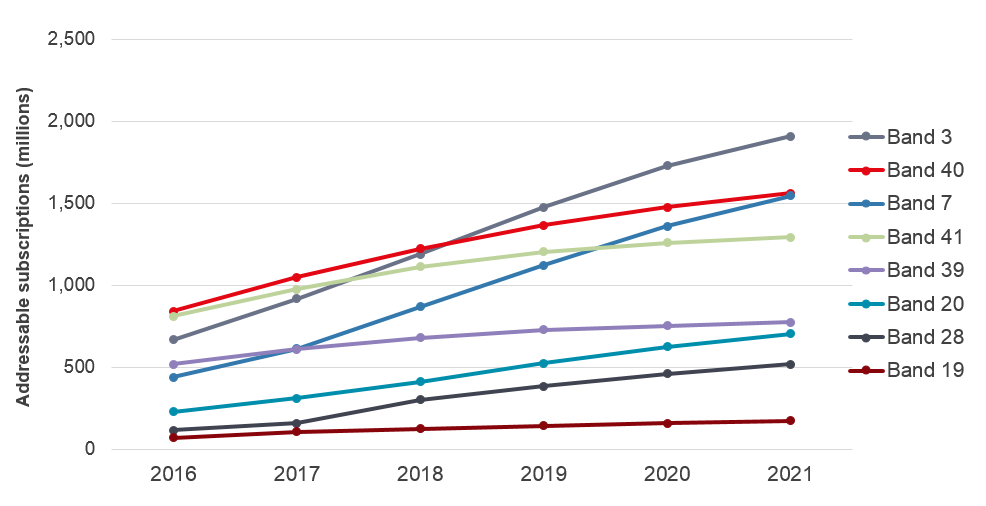 2,500
2,000
1,500
1,000
500
0
Addressable subscriptions (millions)
2016 2017 2018 2019 2020 2021
Band 3
Band 40
Band 7
Band 41
Band 39
Band 20
Band 28
Band 19